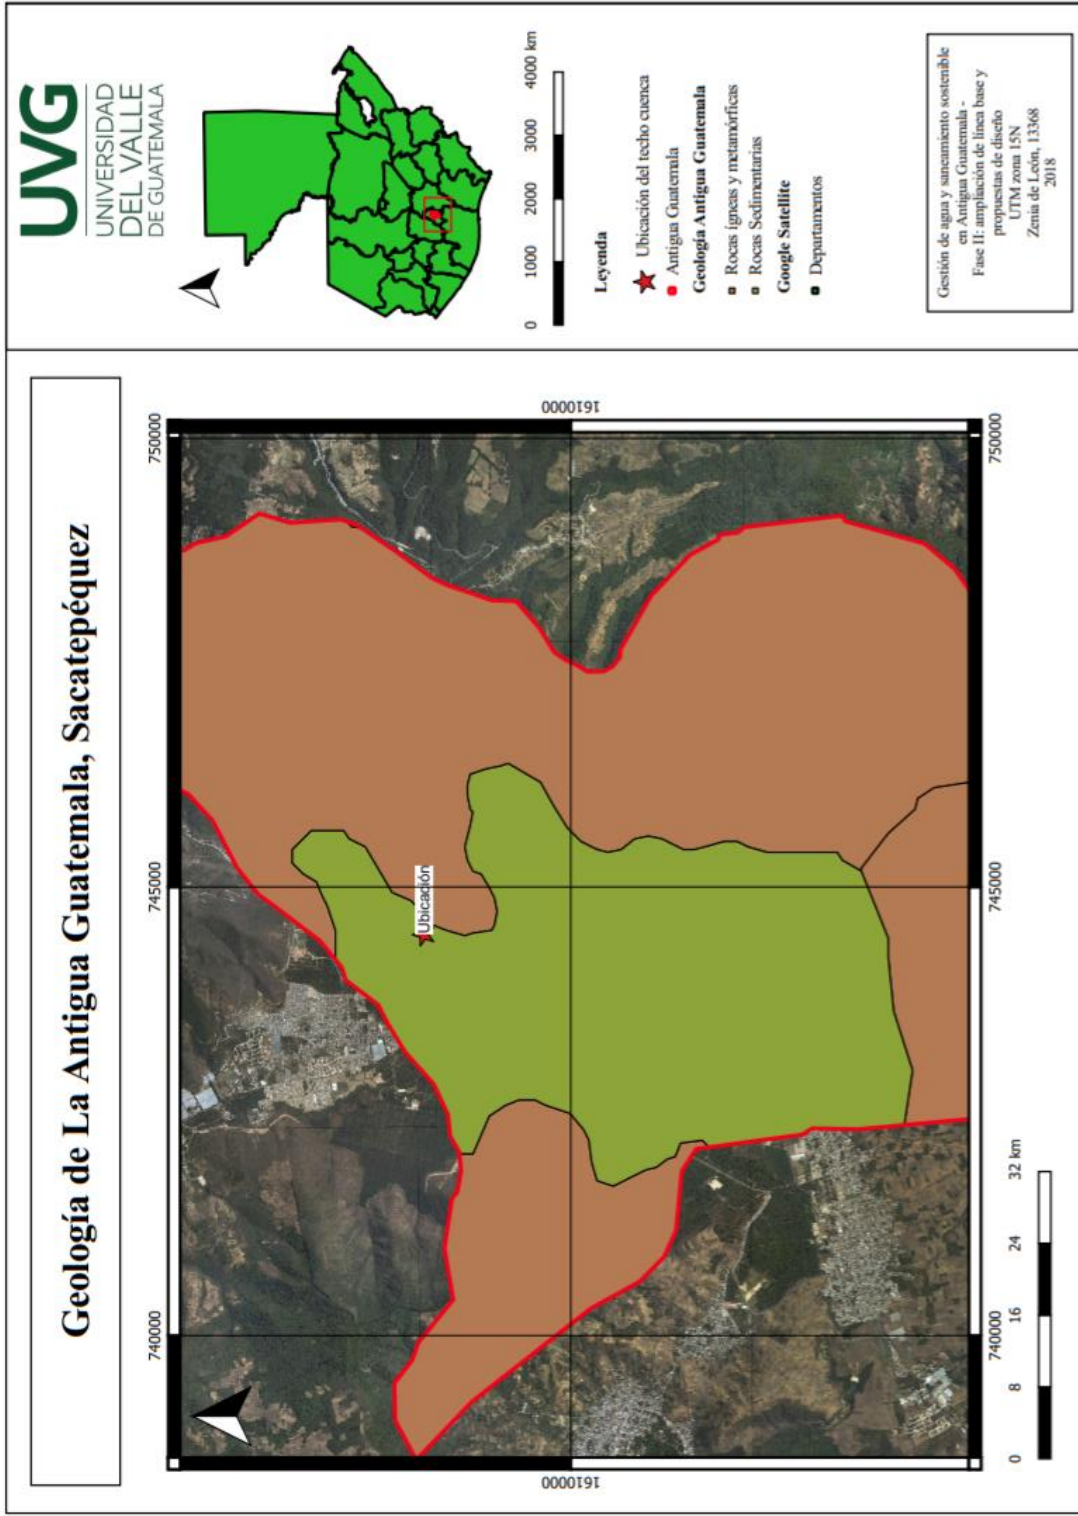 Geología de La Antigua Guatemala, Sacatepéquez
740000
745000
750000
1610000
1610000
Ubicación
740000
745000
750000
0 8 16 24 32 km
UVG
UNIVERSIDAD
DEL VALLE
DE GUATEMALA
0 1000 2000 3000 4000 km
Leyenda
Ubicación del techo cuenca
Antigua Guatemala
Geología Antigua Guatemala
Rocas ígneas y metamórficas
Rocas Sedimentarias
Google Satellite
Departamentos
Gestión de agua y saneamiento sostenible
en Antigua Guatemala -
Fase II: ampliación de línea base y
propuestas de diseño
UTM zona 15N
Zenia de León, 13368
2018